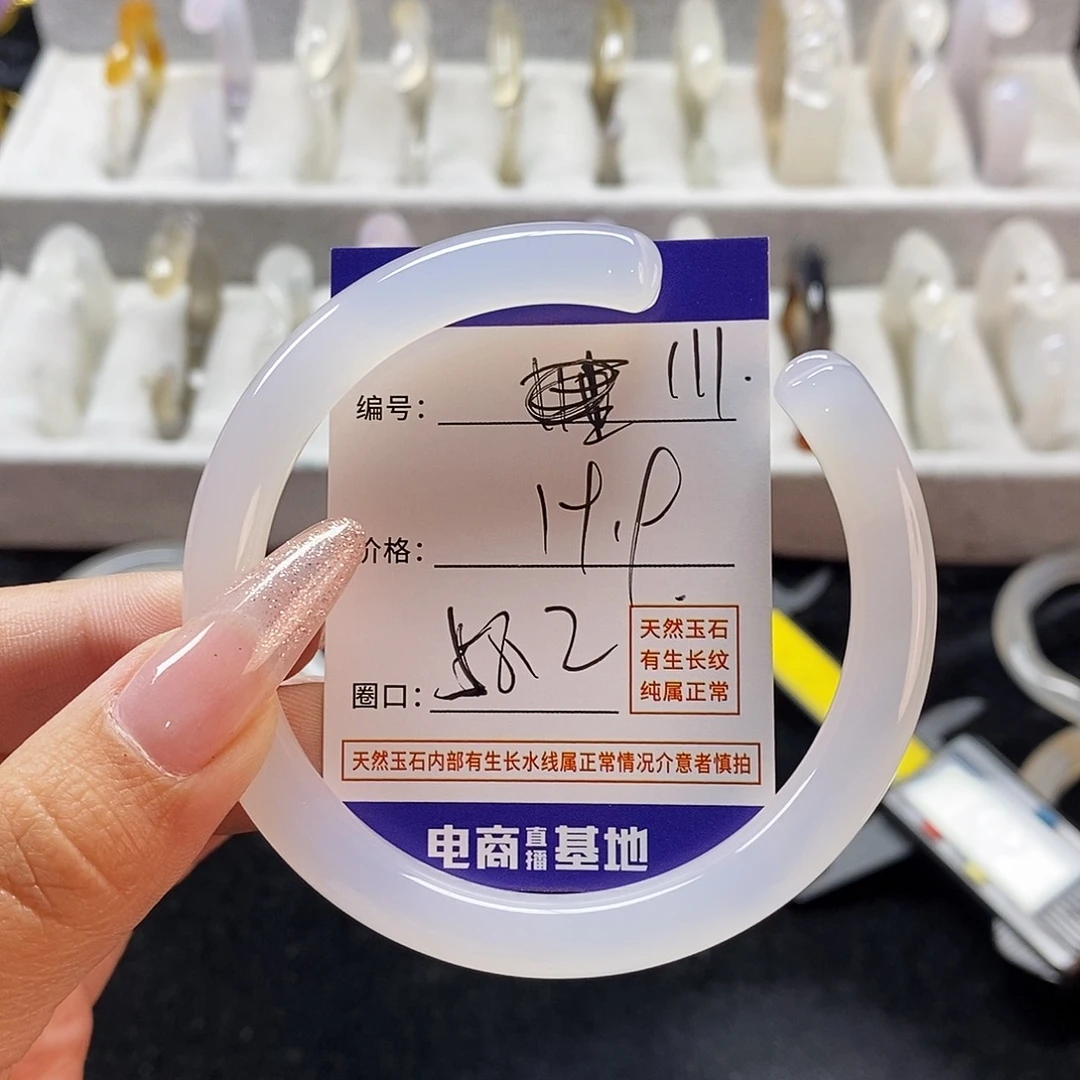 编号： 111.
价格：
圈口： 58.2
天然玉石
有生长纹
纯属正常
天然玉石内部有生长水线属正常情况介意者慎拍
电商直播基地